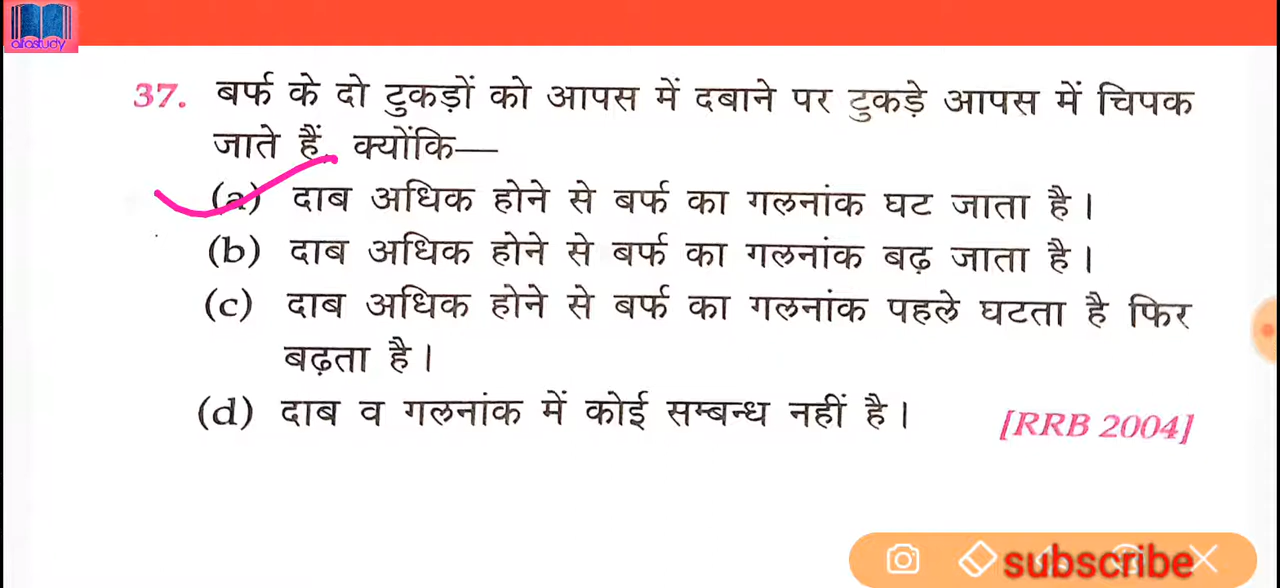 alfastudy
37. बर्फ के दो टुकड़ों को आपस में दबाने पर टुकड़े आपस में चिपक
जाते हैं, क्योंकि—
(a) दाब अधिक होने से बर्फ का गलनांक घट जाता है।
(b) दाब अधिक होने से बर्फ का गलनांक बढ़ जाता है।
(c) दाब अधिक होने से बर्फ का गलनांक पहले घटता है फिर
बढ़ता है।
(d) दाब व गलनांक में कोई सम्बन्ध नहीं है।
[RRB 2004]
subscribe